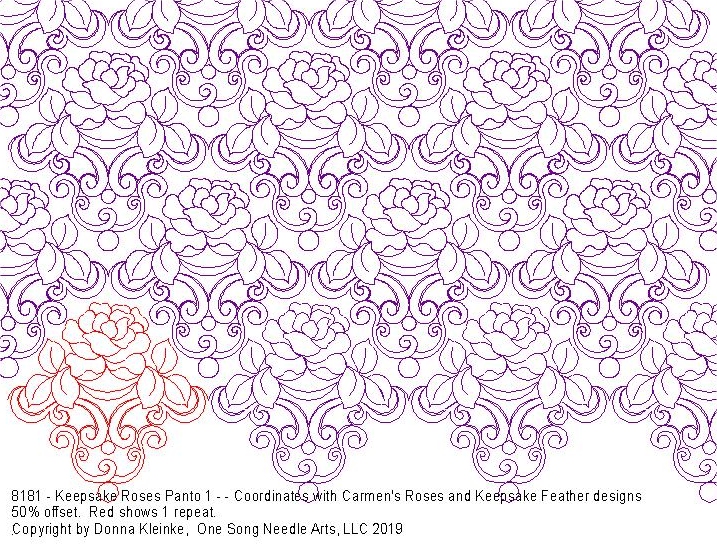 8181 - Keepsake Roses Panto 1 - - Coordinates with Carmen's Roses and Keepsake Feather designs
50% offset. Red shows 1 repeat.
Copyright by Donna Kleinke, One Song Needle Arts, LLC 2019